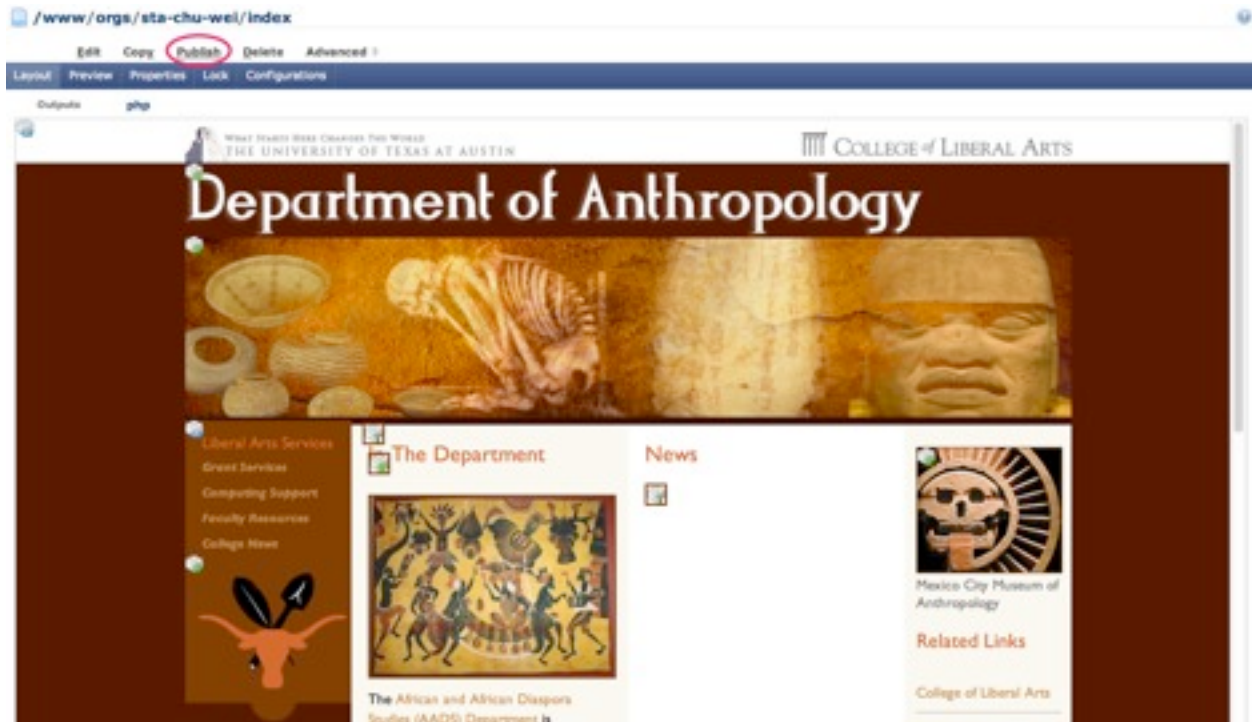 /www/orgs/sta-chu-wei/index
Edit Copy Publish Delete Advanced
Layout Preview Properties Lock Configurations
Outputs php
WHAT STARTS HERE CHANGES THE WORLD
THE UNIVERSITY OF TEXAS AT AUSTIN
COLLEGE of LIBERAL ARTS
Department of Anthropology
Liberal Arts Services
Grant Services
Computing Support
Faculty Resources
College News
The Department
The African and African Diaspora
Studies (AADS) Department is
News
Mexico City Museum of
Anthropology
Related Links
College of Liberal Arts